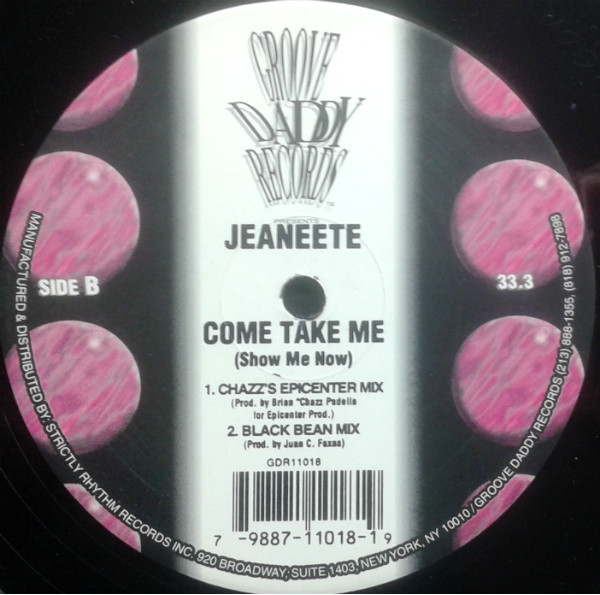 GROOVE
DADDY
RECORDS™
PRESENTS
JEANEETE
SIDE B
33.3
COME TAKE ME
(Show Me Now)
1. CHAZZ'S EPICENTER MIX
(Prod. by Brian "Chazz Padella
for Epicenter Prod.)
2. BLACK BEAN MIX
(Prod. by Juan C. Faxas)
GDR11018
7 -9887-11018-1 9
MANUFACTURED & DISTRIBUTED BY: STRICTLY RHYTHM RECORDS INC. 920 BROADWAY, SUITE 1403, NEW YORK, NY 10010 / GROOVE DADDY RECORDS (213) 888-1355, (818) 912-7898